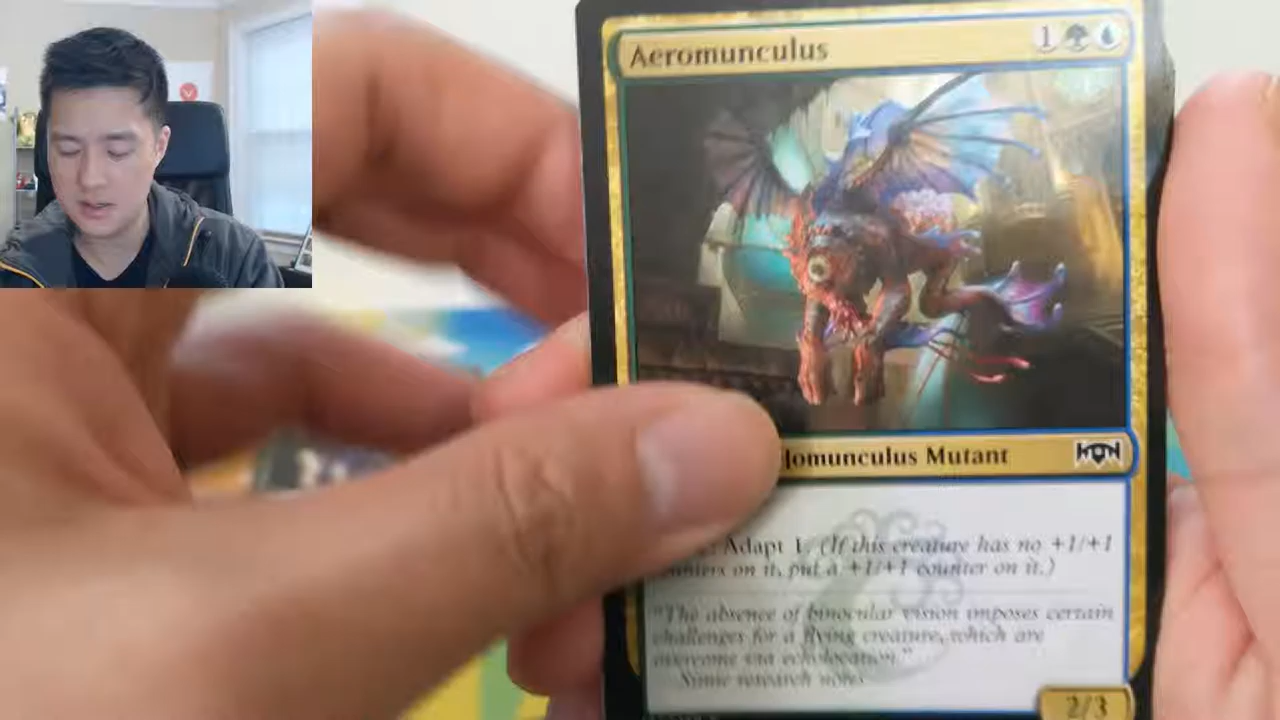 Aeromunculus 1
Homunculus Mutant
Adapt 1. (If this creature has no +1/+1
counters on it, put a +1/+1 counter on it.)
"The absence of binocular vision imposes certain
challenges for a flying creature, which are
overcome via echolocation."
Simic research notes
2/3